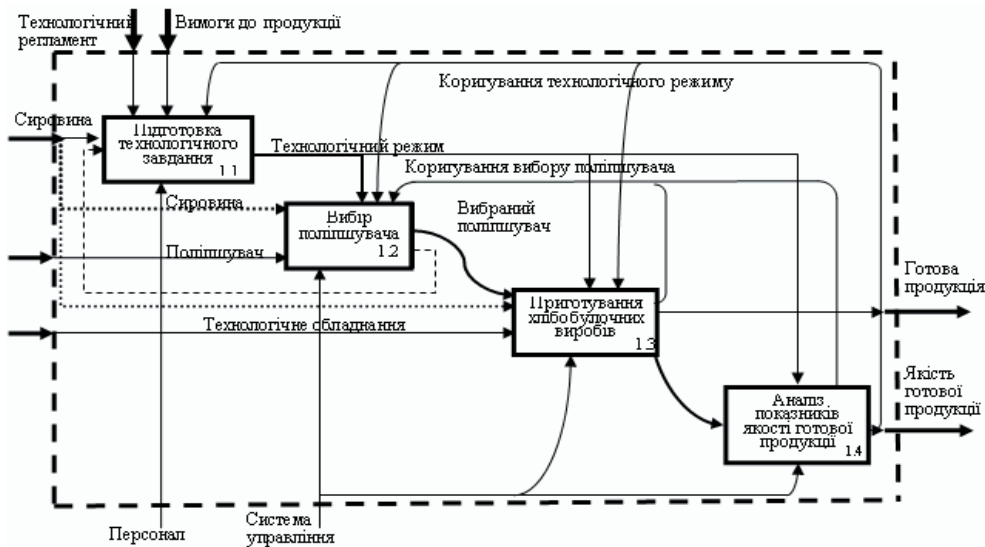 Технологічний
регламент
Вимоги до продукції
Коригування технологічного режиму
Сировина
Підготовка
технологічного
завдання
1.1
Технологічний режим
Коригування вибору поліпшувача
Сировина
Вибір
поліпшувача
1.2
Вибраний
поліпшувач
Поліпшувач
Готова
продукція
Приготування
хлібобулочних
виробів
1.3
Технологічне обладнання
Якість
готової
продукції
Аналіз
показників
якості готової
продукції
1.4
Персонал
Система
управління